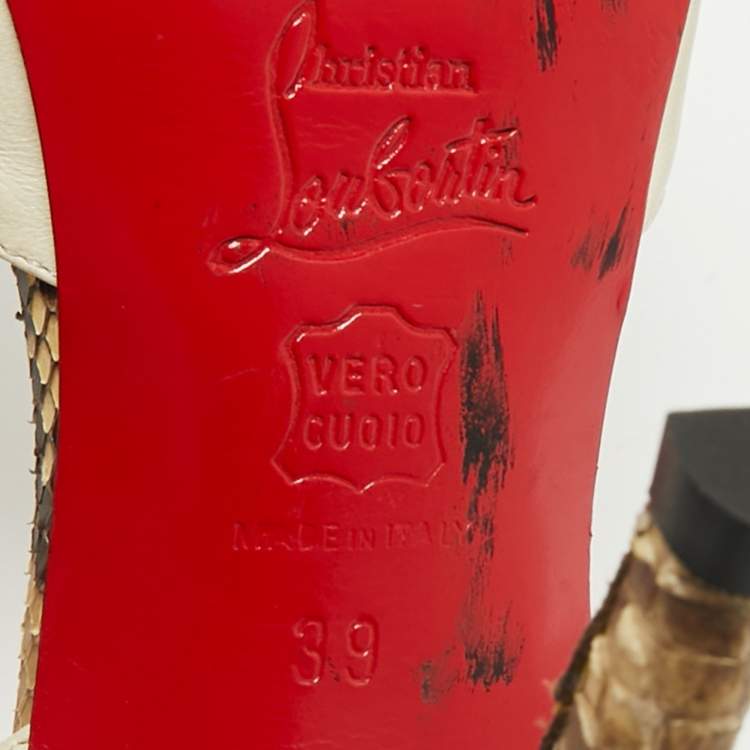 Christian
Louboutin
VERO
CUOIO
MADE IN ITALY
39